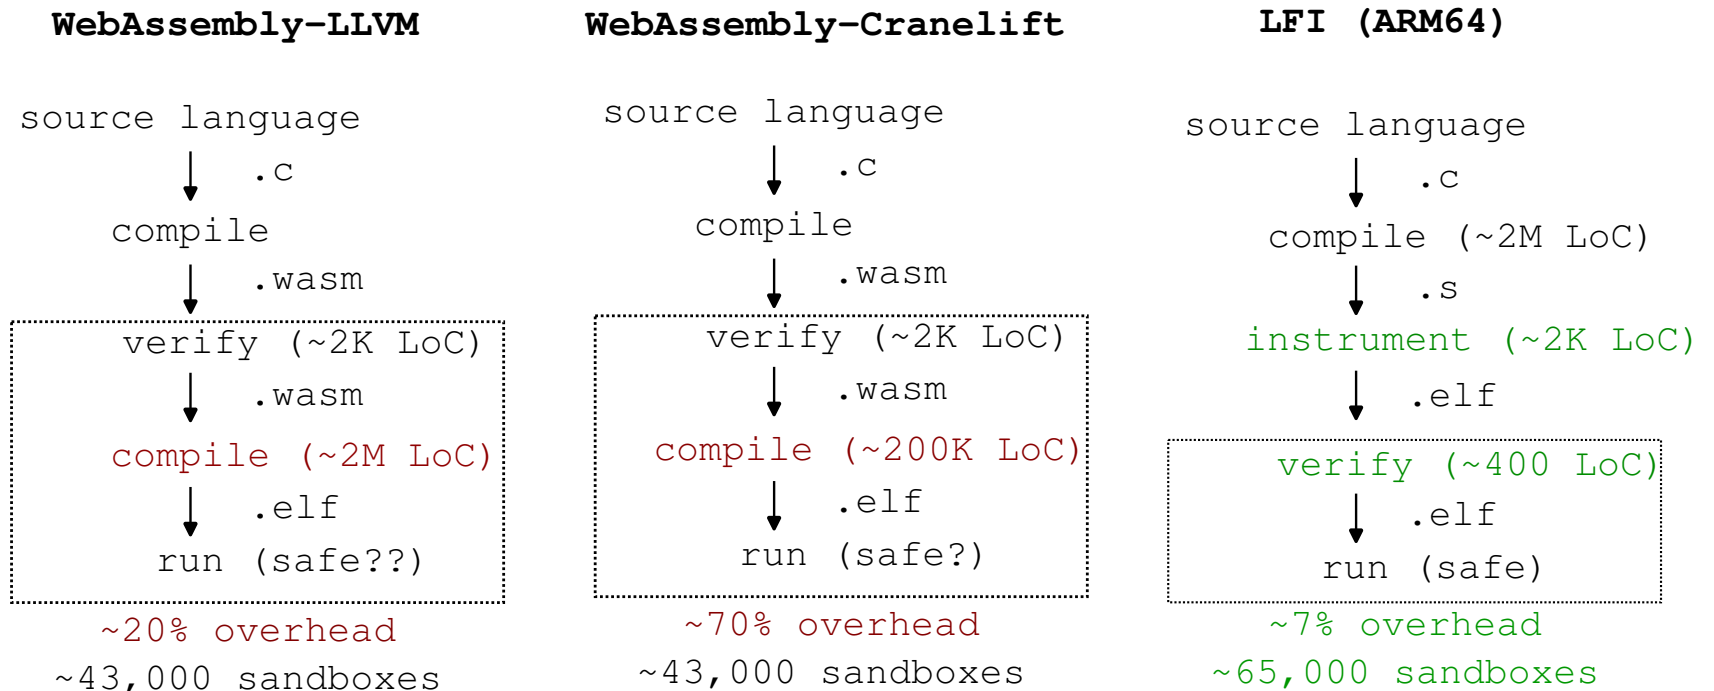 WebAssembly-LLVM
source language
.c
compile
.wasm
verify (~2K LoC)
.wasm
compile (~2M LoC)
.elf
run (safe??)
~20% overhead
~43,000 sandboxes
WebAssembly-Cranelift
source language
.c
compile
.wasm
verify (~2K LoC)
.wasm
compile (~200K LoC)
.elf
run (safe?)
~70% overhead
~43,000 sandboxes
LFI (ARM64)
source language
.c
compile (~2M LoC)
.s
instrument (~2K LoC)
.elf
verify (~400 LoC)
.elf
run (safe)
~7% overhead
~65,000 sandboxes